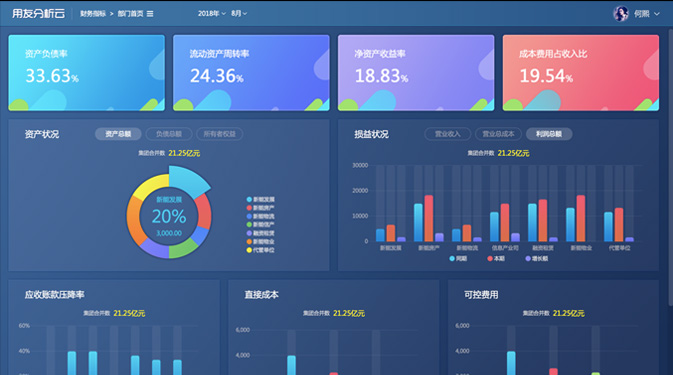 用友分析云 财务指标 > 部门首页 2018年 8月 何熙
资产负债率 流动资产周转率 净资产收益率 成本费用占收入比
33.63% 24.36% 18.83% 19.54%
资产状况 资产总额 负债总额 所有者权益
集团合并数 21.25亿元
新能发展
20%
3,000.00
新能发展
新能房产
新能物流
新能低产
融资租赁
新能物业
代管单位
损益状况 营业收入 营业总成本 利润总额
集团合并数 21.25亿元
30000
20000
10000
0
新能发展 新能房产 新能物流 信息产业司 融资租赁 新能物业 代管单位
同期 本期 增长额
应收账款压降率
集团合并数 21.25亿元
60%
40%
直接成本
集团合并数 21.25亿元
6,000
4,000
可控费用
集团合并数 21.25亿元
6,000
4,000